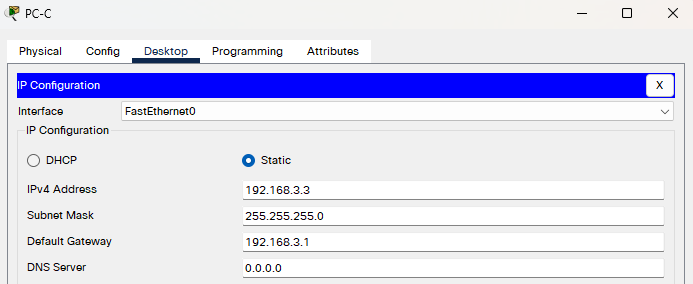 PC-C
Physical Config Desktop Programming Attributes
IP Configuration X
Interface FastEthernet0
IP Configuration
DHCP Static
IPv4 Address 192.168.3.3
Subnet Mask 255.255.255.0
Default Gateway 192.168.3.1
DNS Server 0.0.0.0